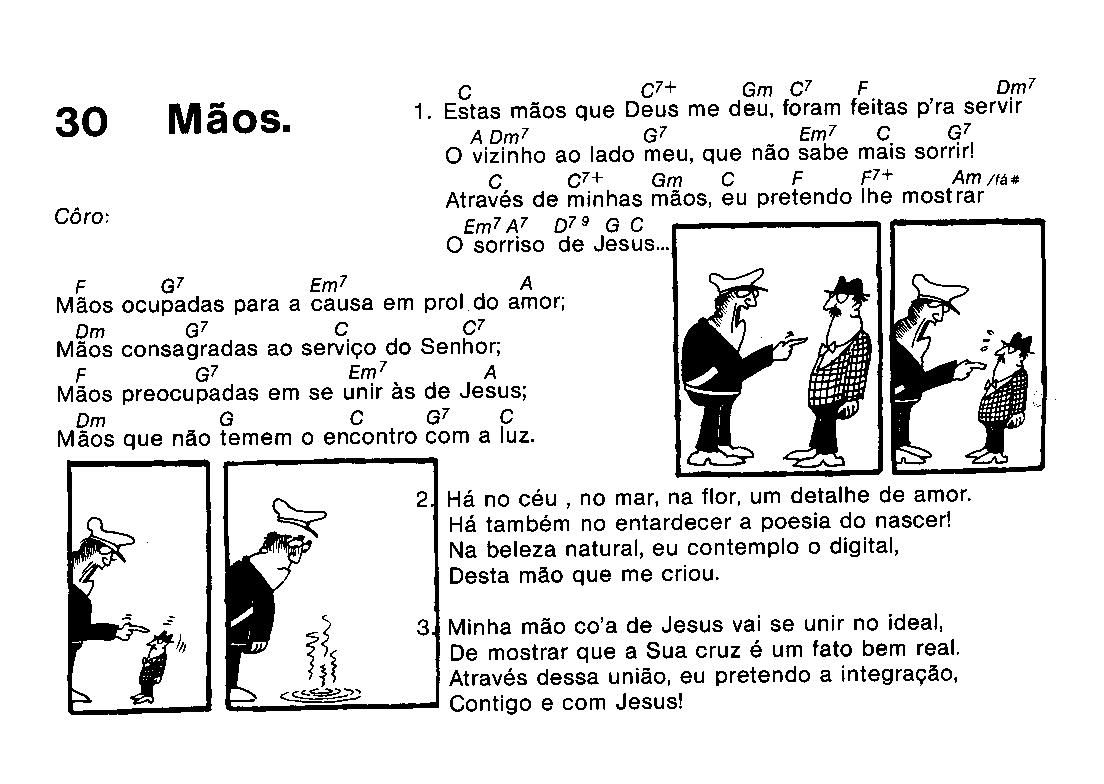 30 Mãos.
C C7+ Gm C7 F Dm7
1. Estas mãos que Deus me deu, foram feitas p'ra servir
A Dm7 G7 Em7 C G7
O vizinho ao lado meu, que não sabe mais sorrir!
C C7+ Gm C F F7+ Am /fá#
Através de minhas mãos, eu pretendo lhe mostrar
Em7 A7 D7 9 G C
O sorriso de Jesus...
Côro:
F G7 Em7 A
Mãos ocupadas para a causa em prol do amor;
Dm G7 C C7
Mãos consagradas ao serviço do Senhor;
F G7 Em7 A
Mãos preocupadas em se unir às de Jesus;
Dm G C G7 C
Mãos que não temem o encontro com a luz.
2. Há no céu , no mar, na flor, um detalhe de amor.
Há também no entardecer a poesia do nascer!
Na beleza natural, eu contemplo o digital,
Desta mão que me criou.
3. Minha mão co'a de Jesus vai se unir no ideal,
De mostrar que a Sua cruz é um fato bem real.
Através dessa união, eu pretendo a integração,
Contigo e com Jesus!